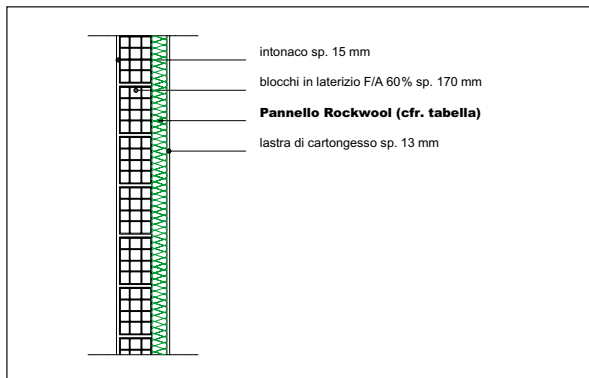 intonaco sp. 15 mm
blocchi in laterizio F/A 60% sp. 170 mm
Pannello Rockwool (cfr. tabella)
lastra di cartongesso sp. 13 mm